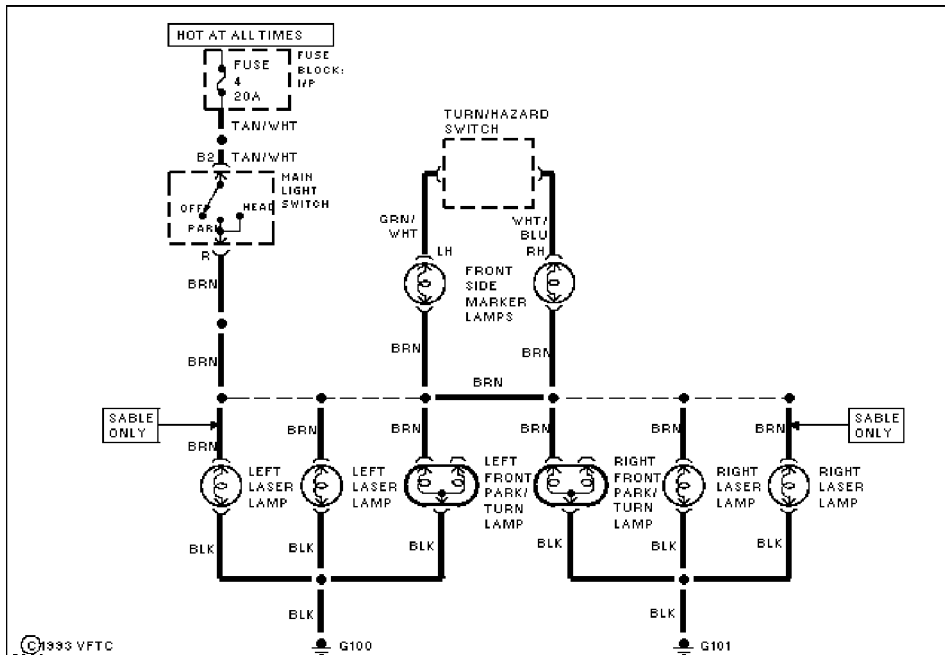 HOT AT ALL TIMES
FUSE
4
20A
FUSE
BLOCK:
I/P
TAN/WHT
B2 TAN/WHT
MAIN
LIGHT
SWITCH
OFF
PARK
HEAD
R
BRN
BRN
TURN/HAZARD
SWITCH
GRN/
WHT
WHT/
BLU
LH
RH
FRONT
SIDE
MARKER
LAMPS
BRN
BRN
BRN
SABLE
ONLY
SABLE
ONLY
BRN
BRN
BRN
BRN
BRN
BRN
LEFT
LASER
LAMP
LEFT
LASER
LAMP
LEFT
FRONT
PARK/
TURN
LAMP
RIGHT
FRONT
PARK/
TURN
LAMP
RIGHT
LASER
LAMP
RIGHT
LASER
LAMP
BLK
BLK
BLK
BLK
BLK
BLK
BLK
BLK
G100
G101
©1993 VFTC